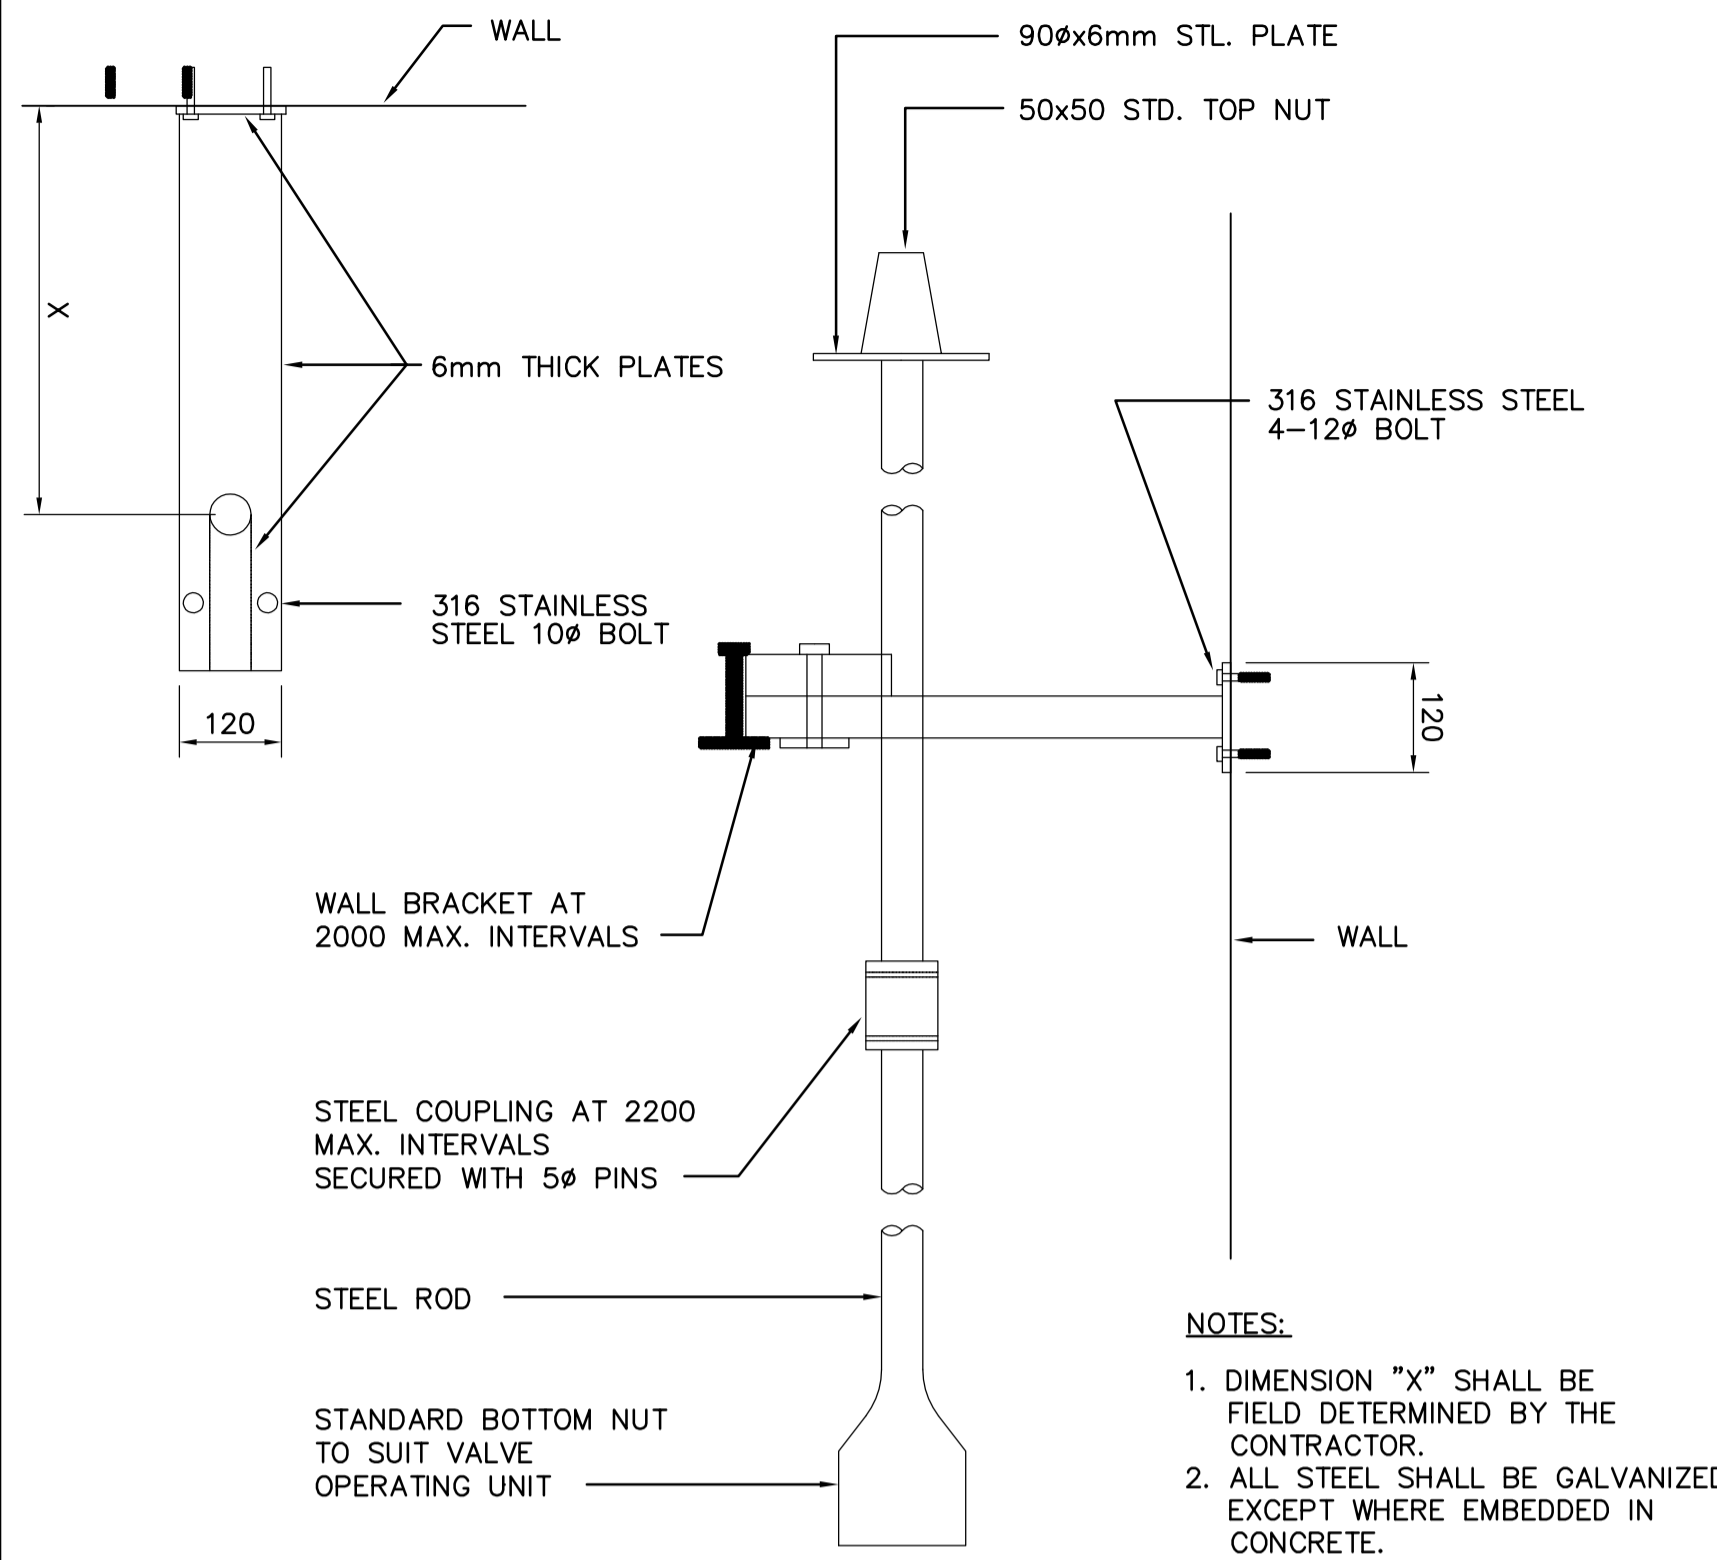 WALL
90øx6mm STL. PLATE
50x50 STD. TOP NUT
X
6mm THICK PLATES
316 STAINLESS STEEL
4-12ø BOLT
316 STAINLESS
STEEL 10ø BOLT
120
120
WALL BRACKET AT
2000 MAX. INTERVALS
WALL
STEEL COUPLING AT 2200
MAX. INTERVALS
SECURED WITH 5ø PINS
STEEL ROD
STANDARD BOTTOM NUT
TO SUIT VALVE
OPERATING UNIT
NOTES:
1. DIMENSION "X" SHALL BE
FIELD DETERMINED BY THE
CONTRACTOR.
2. ALL STEEL SHALL BE GALVANIZED
EXCEPT WHERE EMBEDDED IN
CONCRETE.